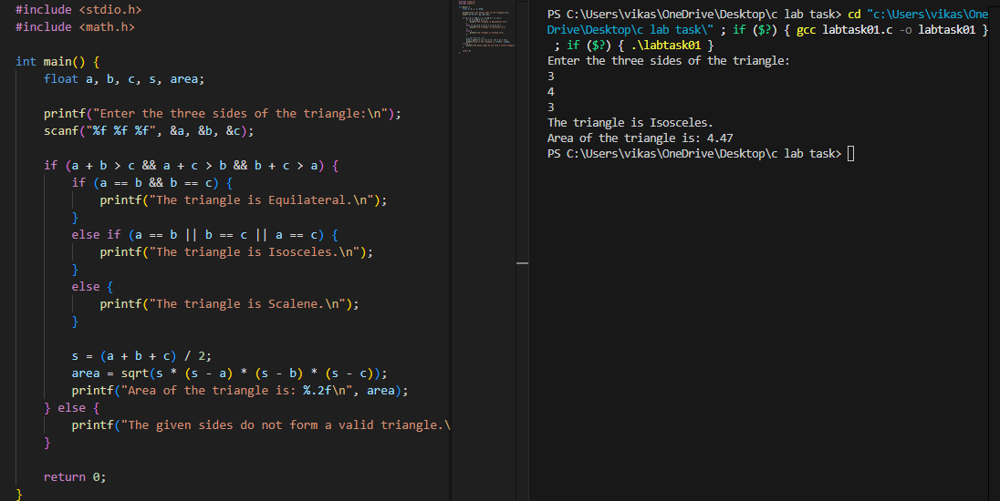 #include <stdio.h>
#include <math.h>
int main() {
float a, b, c, s, area;
printf("Enter the three sides of the triangle:\n");
scanf("%f %f %f", &a, &b, &c);
if (a + b > c && a + c > b && b + c > a) {
if (a == b && b == c) {
printf("The triangle is Equilateral.\n");
}
else if (a == b || b == c || a == c) {
printf("The triangle is Isosceles.\n");
}
else {
printf("The triangle is Scalene.\n");
}
s = (a + b + c) / 2;
area = sqrt(s * (s - a) * (s - b) * (s - c));
printf("Area of the triangle is: %.2f\n", area);
} else {
printf("The given sides do not form a valid triangle.\
}
return 0;
}
PS C:\Users\vikas\OneDrive\Desktop\c lab task> cd "c:\Users\vikas\One
Drive\Desktop\c lab task\" ; if ($?) { gcc labtask01.c -o labtask01 }
; if ($?) { .\labtask01 }
Enter the three sides of the triangle:
3
4
3
The triangle is Isosceles.
Area of the triangle is: 4.47
PS C:\Users\vikas\OneDrive\Desktop\c lab task>